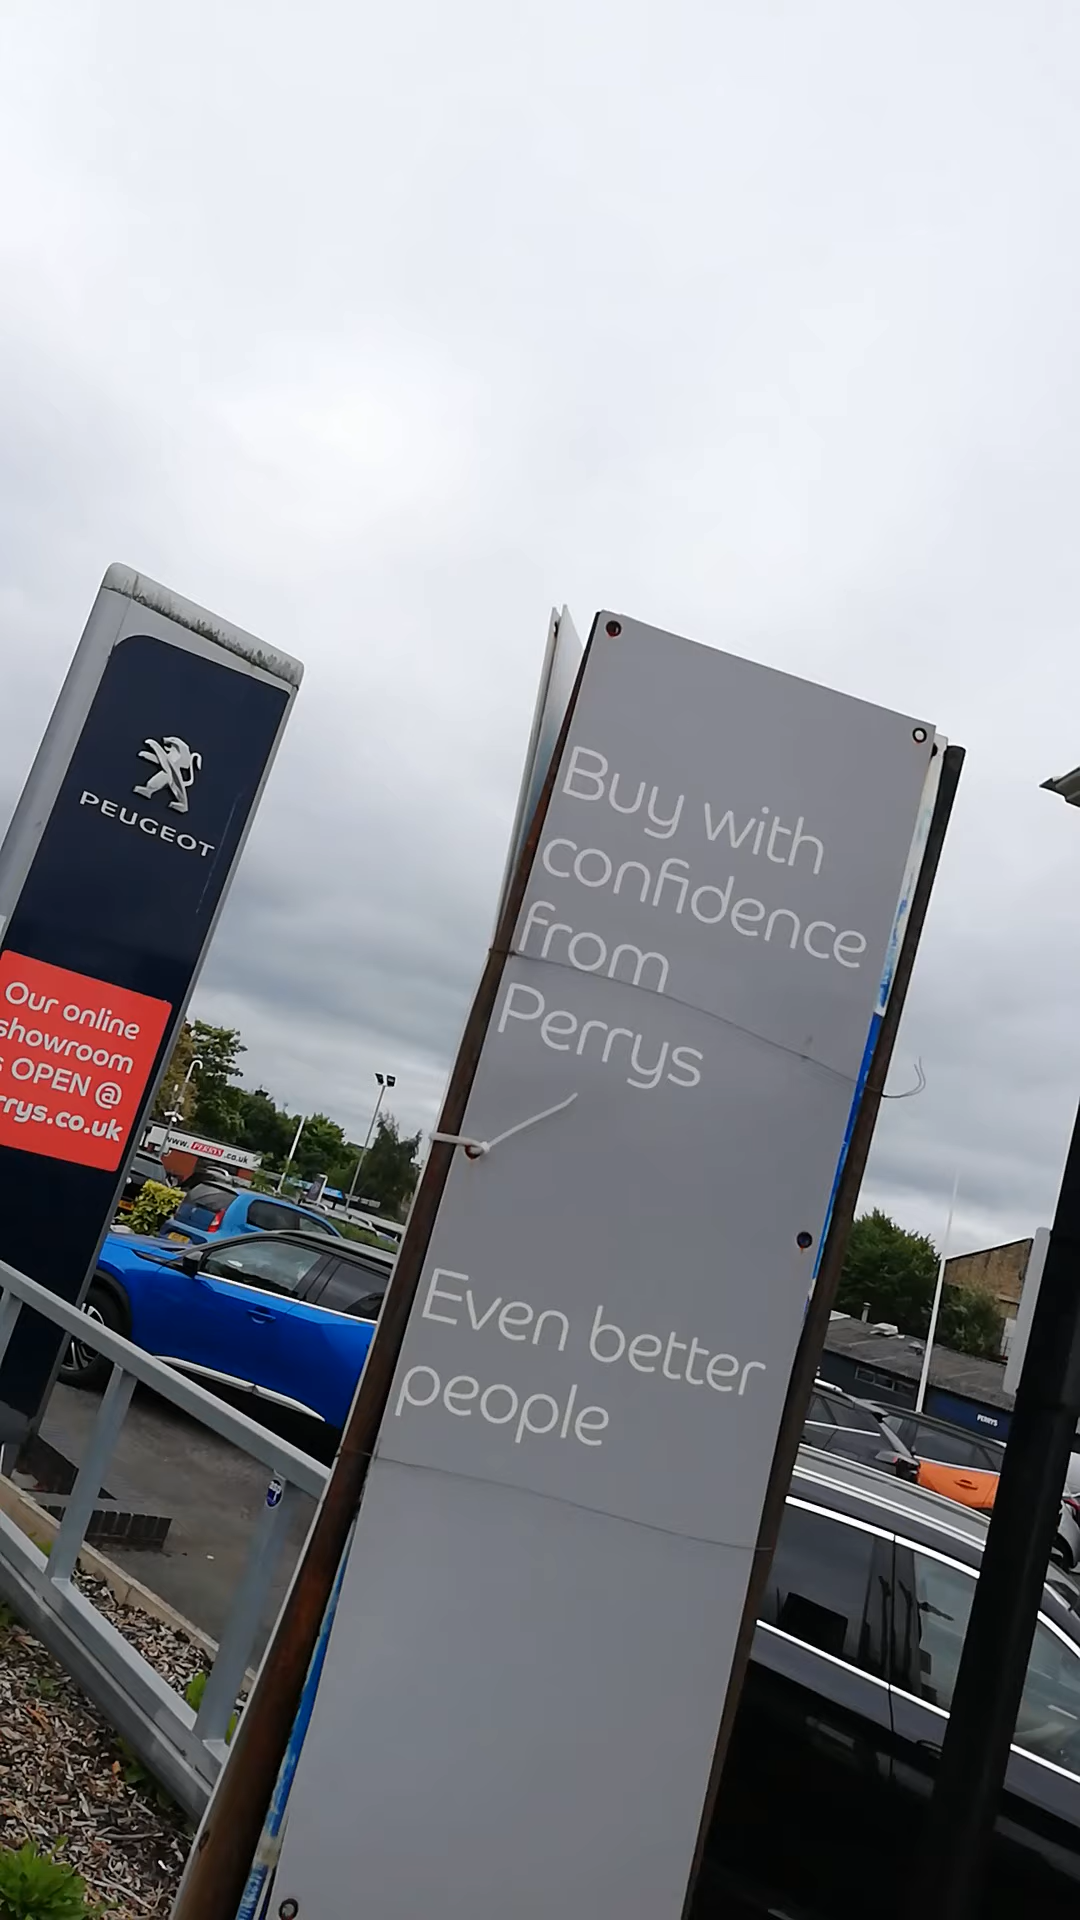 PEUGEOT
Our online
showroom
OPEN @
rrys.co.uk
www.PERRYS.co.uk
Buy with
confidence
from
Perrys
Even better
people
PERRYS